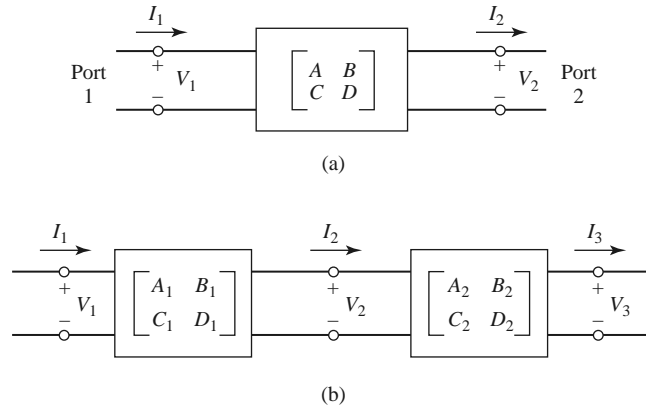 I₁ I₂
Port 1 + V₁ − [A B C D] + V₂ − Port 2
(a)
I₁ I₂ I₃
+ V₁ − [A₁ B₁ C₁ D₁] + V₂ − [A₂ B₂ C₂ D₂] + V₃ −
(b)